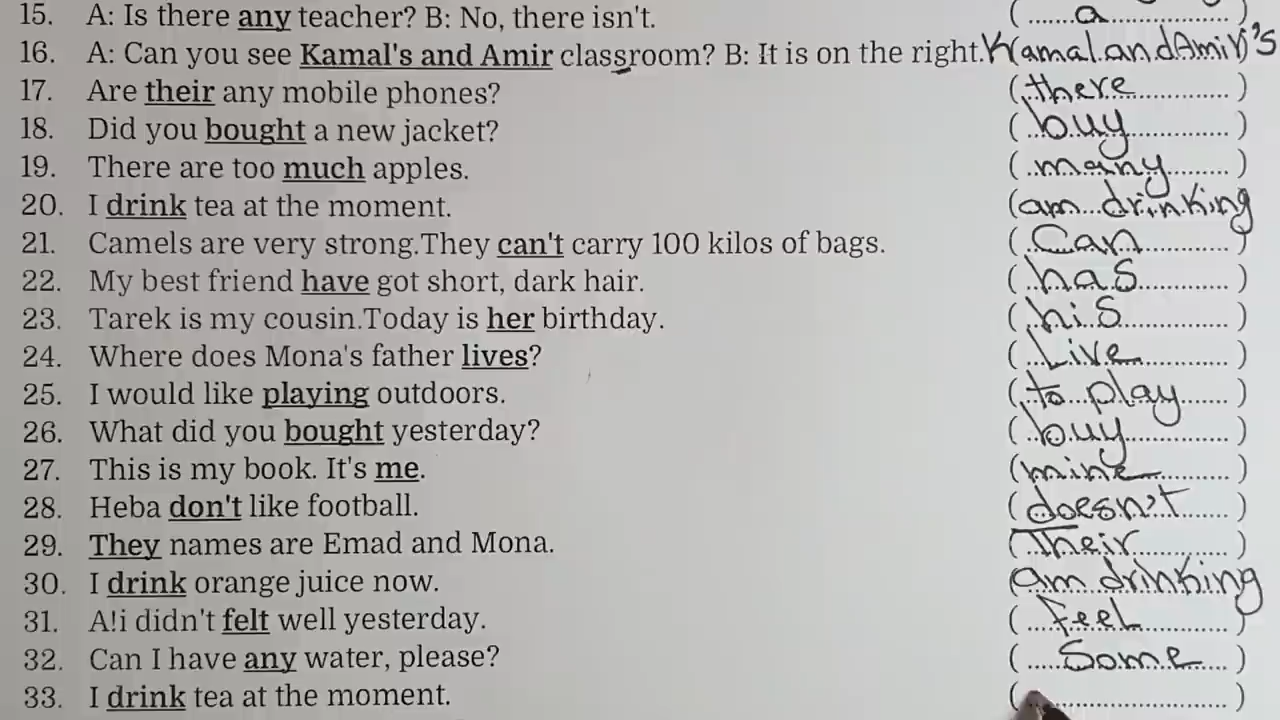 15. A: Is there any teacher? B: No, there isn't. (......a................)
16. A: Can you see Kamal's and Amir classroom? B: It is on the right. Kamal and Amir's
17. Are their any mobile phones? (there)
18. Did you bought a new jacket? (buy)
19. There are too much apples. (many)
20. I drink tea at the moment. (am drinking
21. Camels are very strong.They can't carry 100 kilos of bags. (Can)
22. My best friend have got short, dark hair. (has)
23. Tarek is my cousin.Today is her birthday. (his)
24. Where does Mona's father lives? (Live)
25. I would like playing outdoors. (to play)
26. What did you bought yesterday? (buy)
27. This is my book. It's me. (mine)
28. Heba don't like football. (doesn't)
29. They names are Emad and Mona. (Their)
30. I drink orange juice now. (am drinking
31. A!i didn't felt well yesterday. (feel)
32. Can I have any water, please? (Some)
33. I drink tea at the moment. (.........................)